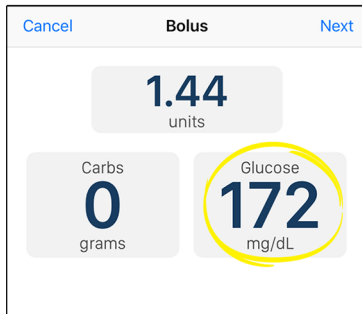 Cancel Bolus Next
1.44
units
Carbs
0
grams
Glucose
172
mg/dL